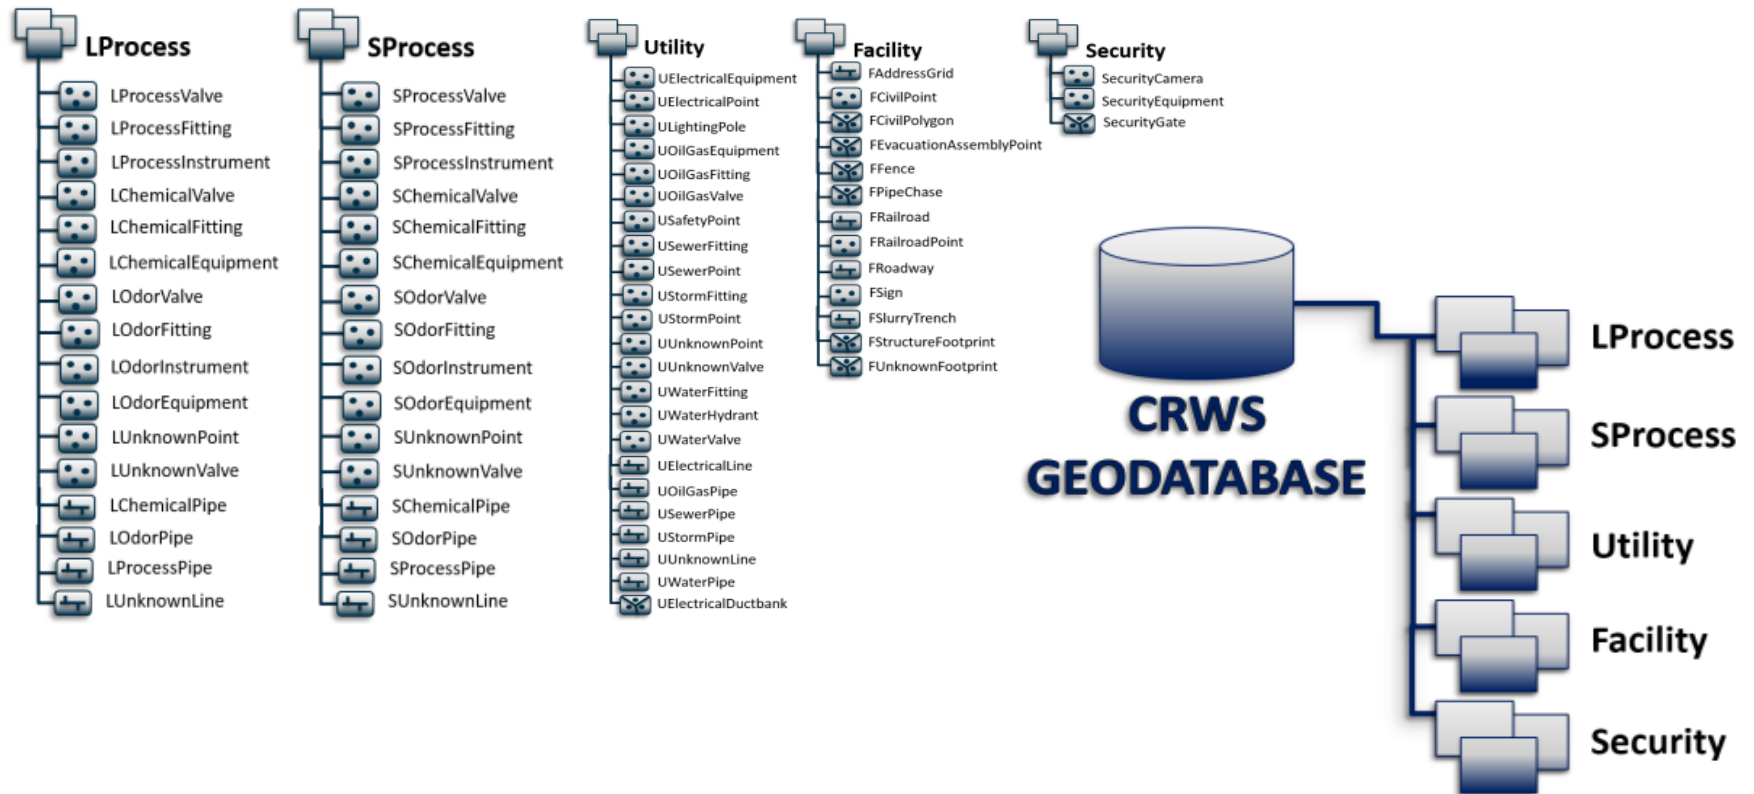 LProcess
LProcessValve
LProcessFitting
LProcessInstrument
LChemicalValve
LChemicalFitting
LChemicalEquipment
LOdorValve
LOdorFitting
LOdorInstrument
LOdorEquipment
LUnknownPoint
LUnknownValve
LChemicalPipe
LOdorPipe
LProcessPipe
LUnknownLine
SProcess
SProcessValve
SProcessFitting
SProcessInstrument
SChemicalValve
SChemicalFitting
SChemicalEquipment
SOdorValve
SOdorFitting
SOdorInstrument
SOdorEquipment
SUnknownPoint
SUnknownValve
SChemicalPipe
SOdorPipe
SProcessPipe
SUnknownLine
Utility
UElectricalEquipment
UElectricalPoint
ULightingPole
UOilGasEquipment
UOilGasFitting
UOilGasValve
USafetyPoint
USewerFitting
USewerPoint
UStormFitting
UStormPoint
UUnknownPoint
UUnknownValve
UWaterFitting
UWaterHydrant
UWaterValve
UElectricalLine
UOilGasPipe
USewerPipe
UStormPipe
UUnknownLine
UWaterPipe
UElectricalDuctbank
Facility
FAddressGrid
FCivilPoint
FCivilPolygon
FEvacuationAssemblyPoint
FFence
FPipeChase
FRailroad
FRailroadPoint
FRoadway
FSign
FSlurryTrench
FStructureFootprint
FUnknownFootprint
Security
SecurityCamera
SecurityEquipment
SecurityGate
CRWS
GEODATABASE
LProcess
SProcess
Utility
Facility
Security